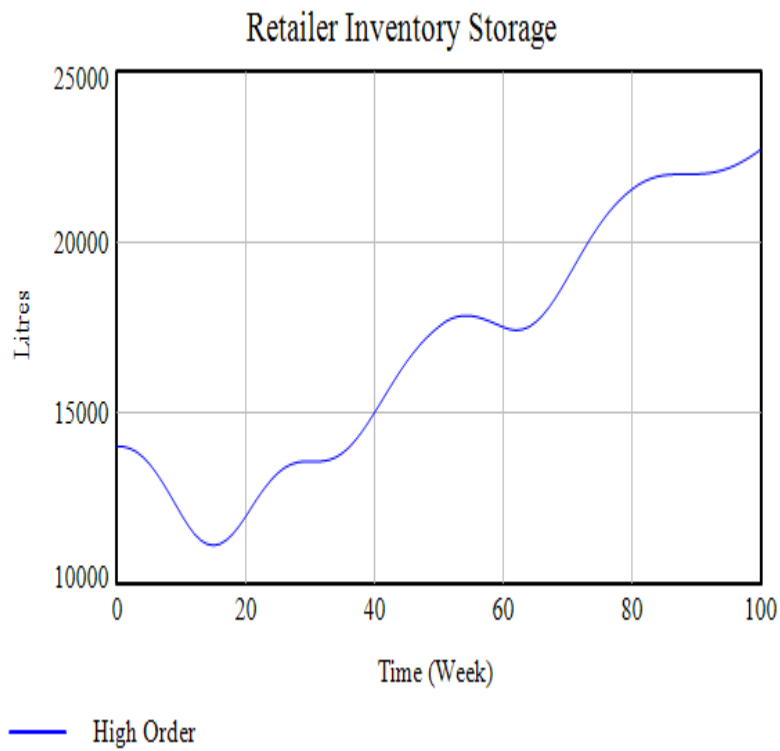 Retailer Inventory Storage
25000
20000
15000
10000
Litres
0 20 40 60 80 100
Time (Week)
High Order